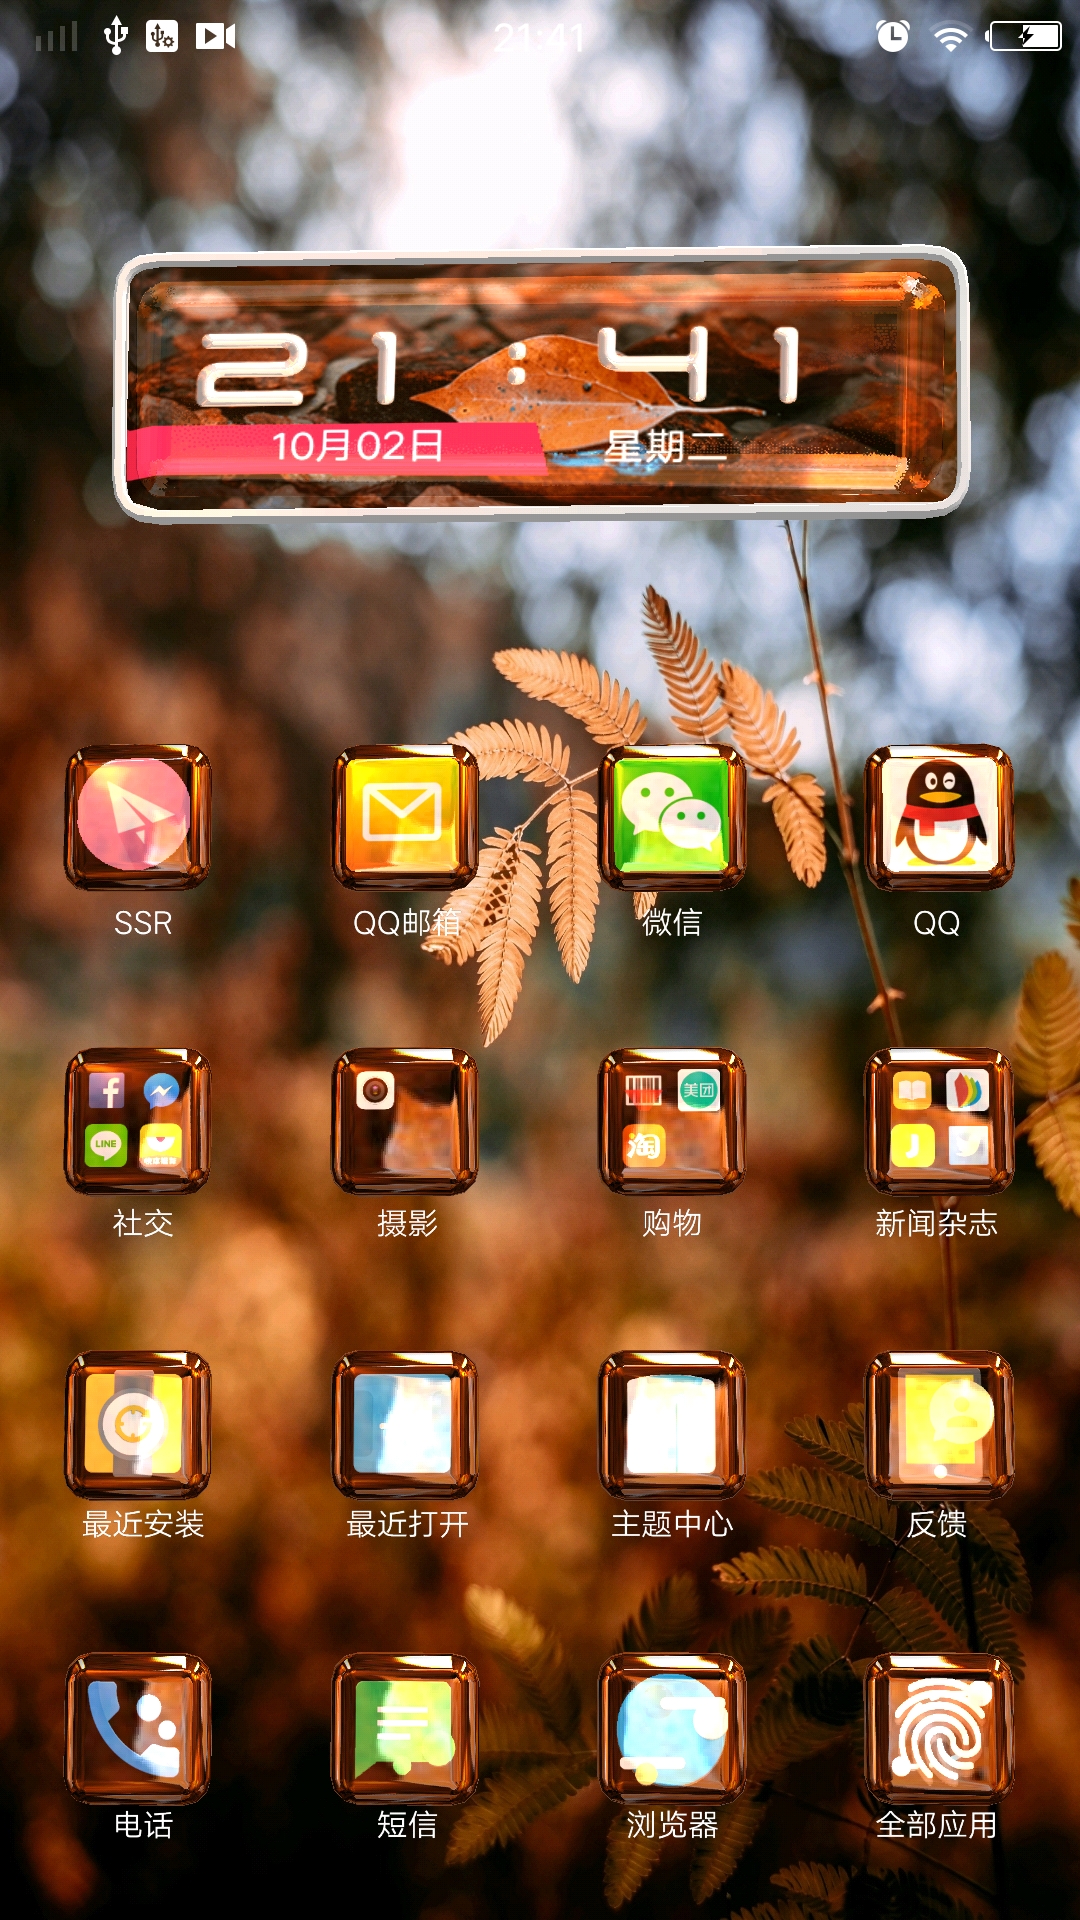 21:41
21:41
10月02日 星期二
SSR QQ邮箱 微信 QQ
LINE 美团
淘
社交 摄影 购物 新闻杂志
最近安装 最近打开 主题中心 反馈
电话 短信 浏览器 全部应用